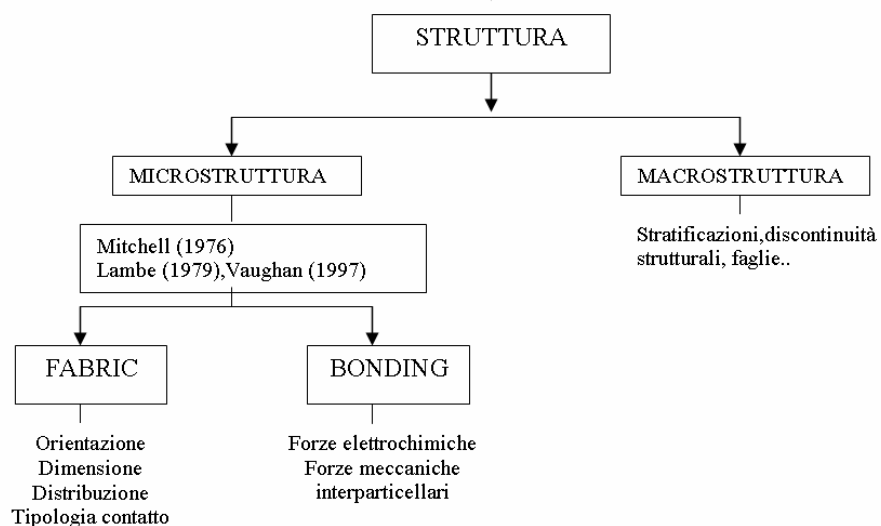 STRUTTURA
MICROSTRUTTURA
MACROSTRUTTURA
Mitchell (1976)
Lambe (1979),Vaughan (1997)
Stratificazioni,discontinuità
strutturali, faglie..
FABRIC
BONDING
Orientazione
Dimensione
Distribuzione
Tipologia contatto
Forze elettrochimiche
Forze meccaniche
interparticellari